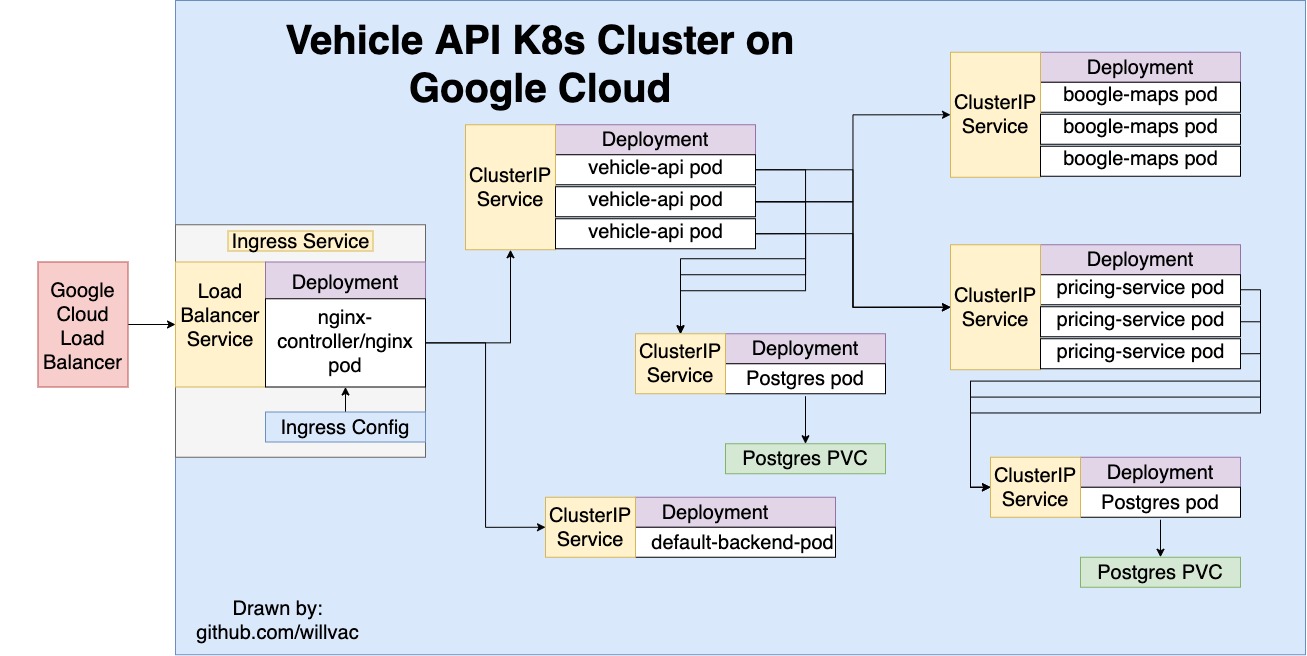 Vehicle API K8s Cluster on
Google Cloud
Google
Cloud
Load
Balancer
Ingress Service
Load
Balancer
Service
Deployment
nginx-
controller/nginx
pod
Ingress Config
ClusterIP
Service
Deployment
vehicle-api pod
vehicle-api pod
vehicle-api pod
ClusterIP
Service
Deployment
boogle-maps pod
boogle-maps pod
boogle-maps pod
ClusterIP
Service
Deployment
pricing-service pod
pricing-service pod
pricing-service pod
ClusterIP
Service
Deployment
Postgres pod
Postgres PVC
ClusterIP
Service
Deployment
default-backend-pod
ClusterIP
Service
Deployment
Postgres pod
Postgres PVC
Drawn by:
github.com/willvac